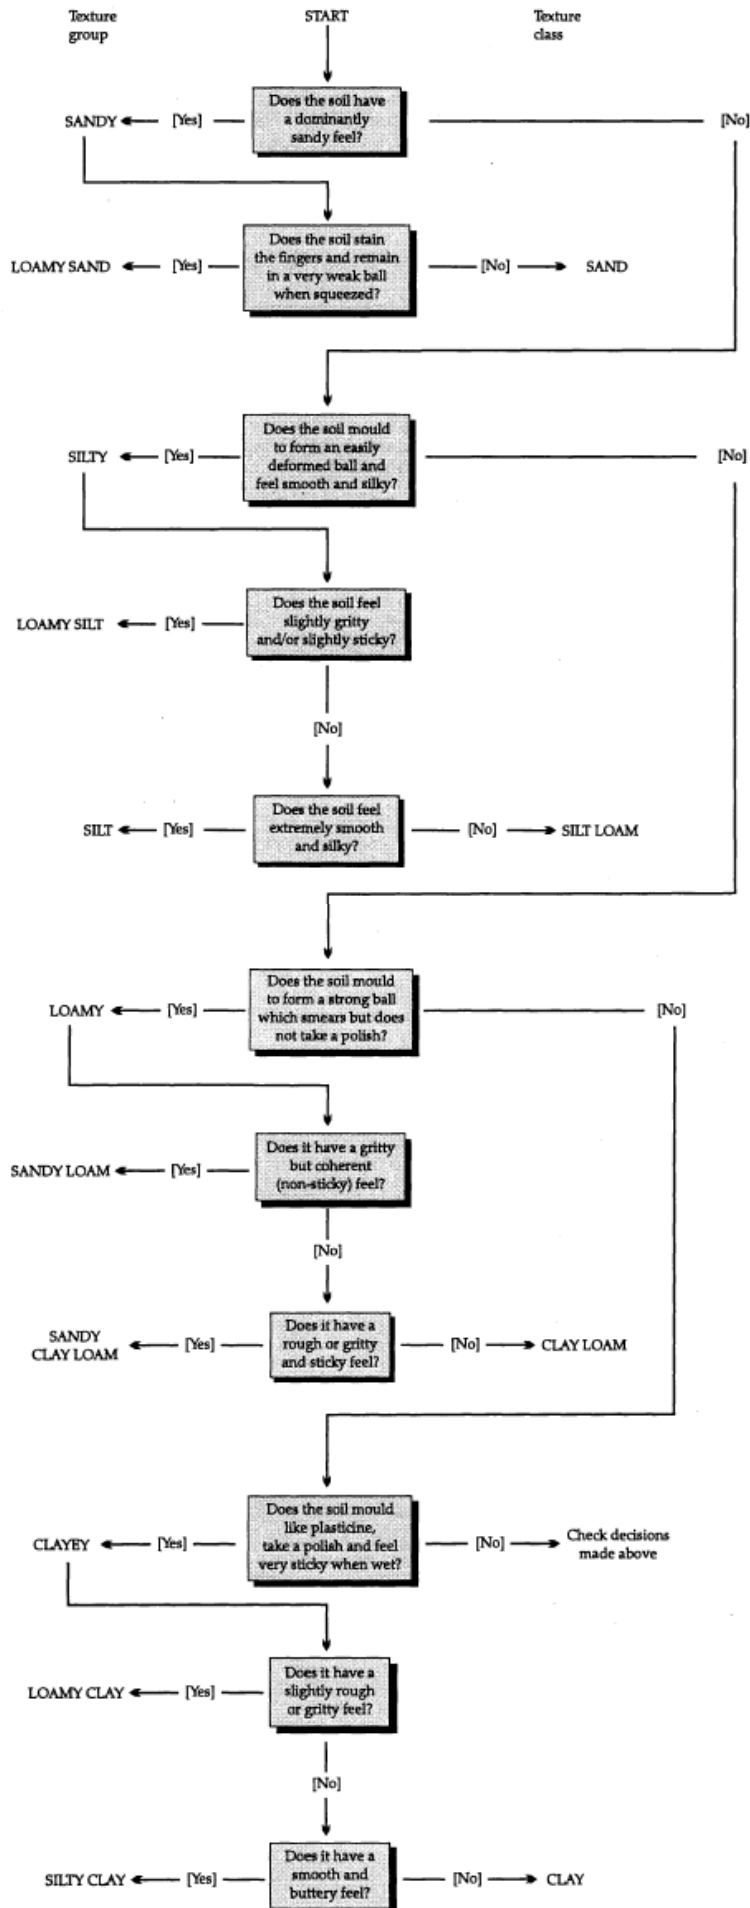 Texture
group
START
Texture
class
Does the soil have
a dominantly
sandy feel?
SANDY
[Yes]
[No]
Does the soil stain
the fingers and remain
in a very weak ball
when squeezed?
LOAMY SAND
[Yes]
[No]
SAND
Does the soil mould
to form an easily
deformed ball and
feel smooth and silky?
SILTY
[Yes]
[No]
Does the soil feel
slightly gritty
and/or slightly sticky?
LOAMY SILT
[Yes]
[No]
Does the soil feel
extremely smooth
and silky?
SILT
[Yes]
[No]
SILT LOAM
Does the soil mould
to form a strong ball
which smears but does
not take a polish?
LOAMY
[Yes]
[No]
Does it have a gritty
but coherent
(non-sticky) feel?
SANDY LOAM
[Yes]
[No]
Does it have a
rough or gritty
and sticky feel?
SANDY
CLAY LOAM
[Yes]
[No]
CLAY LOAM
Does the soil mould
like plasticine,
take a polish and feel
very sticky when wet?
CLAYEY
[Yes]
[No]
Check decisions
made above
Does it have a
slightly rough
or gritty feel?
LOAMY CLAY
[Yes]
[No]
Does it have a
smooth and
buttery feel?
SILTY CLAY
[Yes]
[No]
CLAY